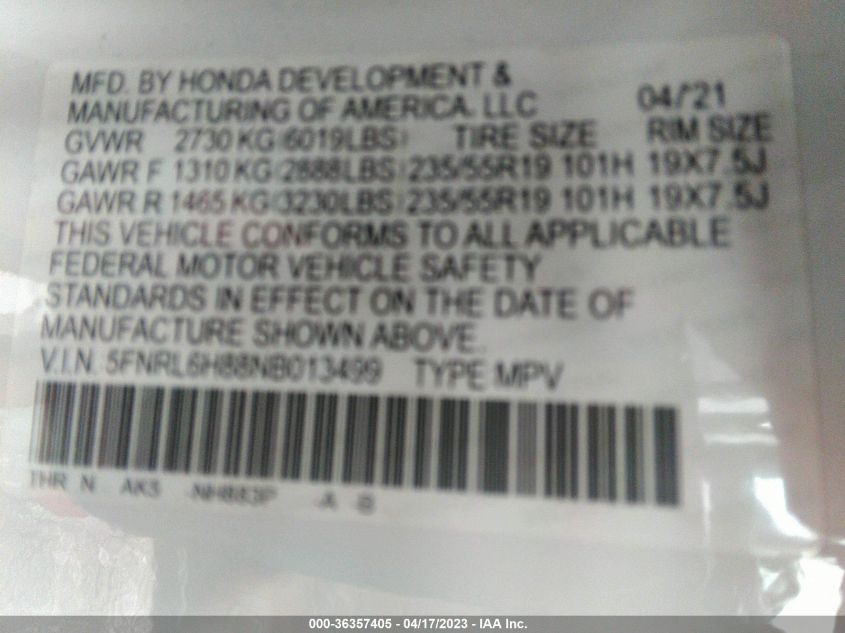 MFD. BY HONDA DEVELOPMENT &
MANUFACTURING OF AMERICA, LLC 04/'21
GVWR 2730 KG (6019LBS) TIRE SIZE RIM SIZE
GAWR F 1310 KG (2888LBS) 235/55R19 101H 19X7.5J
GAWR R 1465 KG (3230LBS) 235/55R19 101H 19X7.5J
THIS VEHICLE CONFORMS TO ALL APPLICABLE
FEDERAL MOTOR VEHICLE SAFETY
STANDARDS IN EFFECT ON THE DATE OF
MANUFACTURE SHOWN ABOVE.
V.I.N. 5FNRL6H88NB013499 TYPE:MPV
THR N AKS -NH883P -A -B
000-36357405 - 04/17/2023 - IAA Inc.